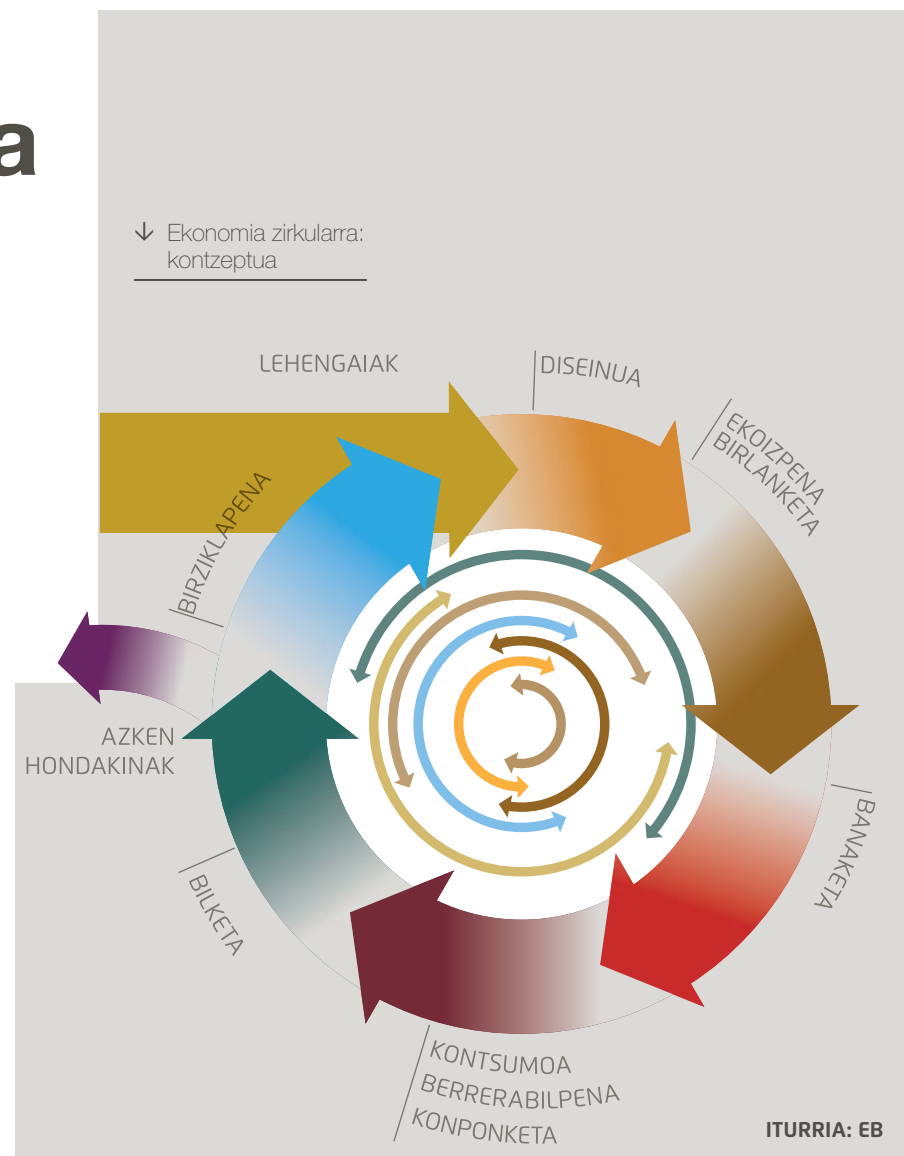 a
Ekonomia zirkularra:
kontzeptua
LEHENGAIAK
DISEINUA
EKOIZPENA
BIRLANKETA
BIRZIKLAPENA
AZKEN
HONDAKINAK
BANAKETA
BILKETA
KONTSUMOA
BERRERABILPENA
KONPONKETA
ITURRIA: EB